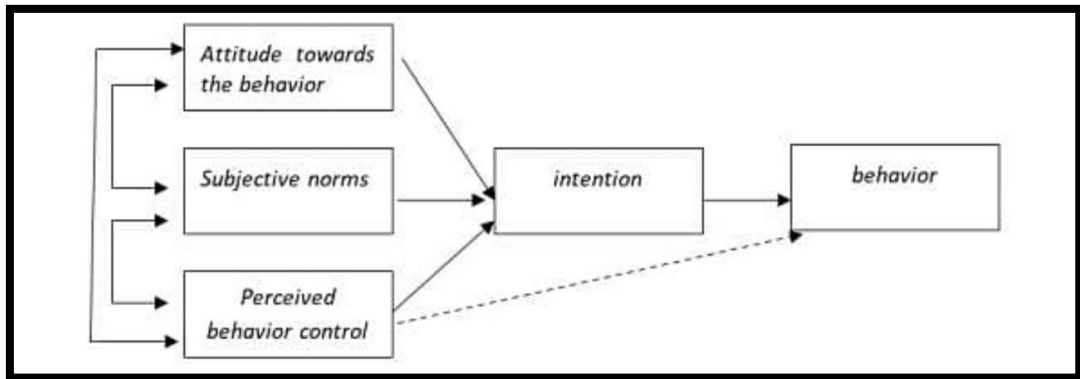 Attitude towards
the behavior
Subjective norms
intention
behavior
Perceived
behavior control